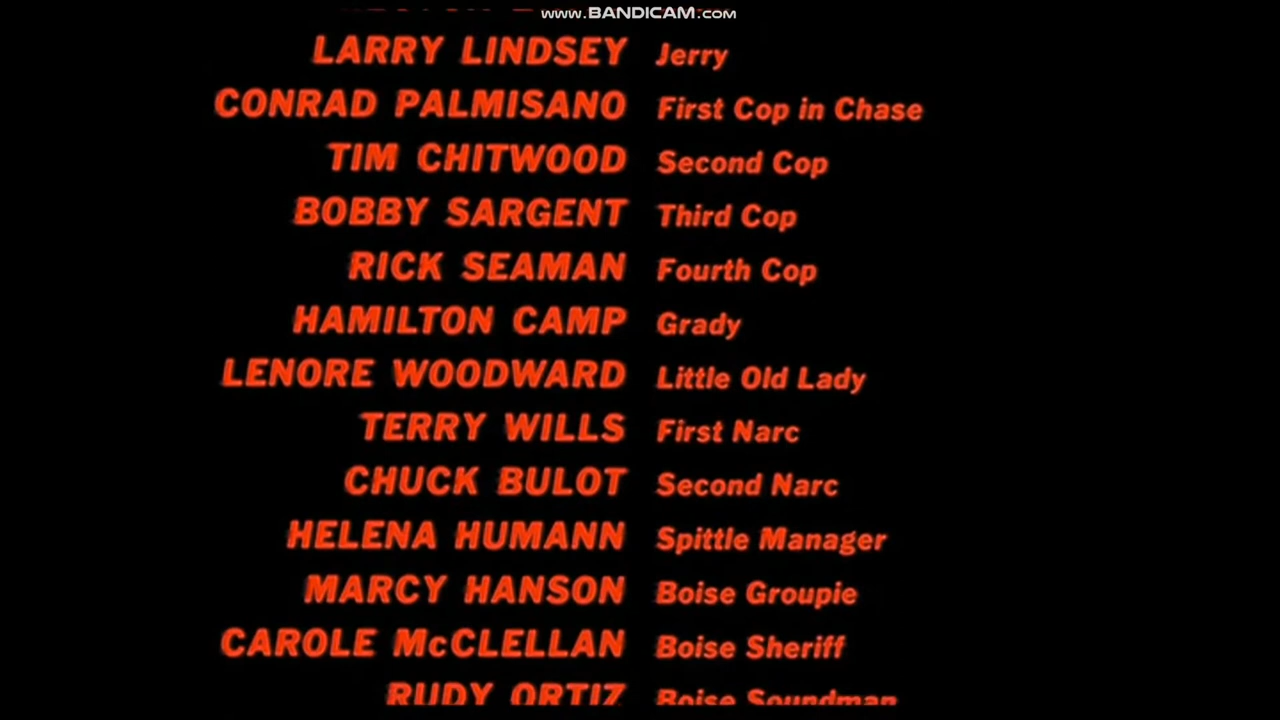 www.BANDICAM.com
LARRY LINDSEY Jerry
CONRAD PALMISANO First Cop in Chase
TIM CHITWOOD Second Cop
BOBBY SARGENT Third Cop
RICK SEAMAN Fourth Cop
HAMILTON CAMP Grady
LENORE WOODWARD Little Old Lady
TERRY WILLS First Narc
CHUCK BULOT Second Narc
HELENA HUMANN Spittle Manager
MARCY HANSON Boise Groupie
CAROLE McCLELLAN Boise Sheriff
RUDY ORTIZ Boise Soundman